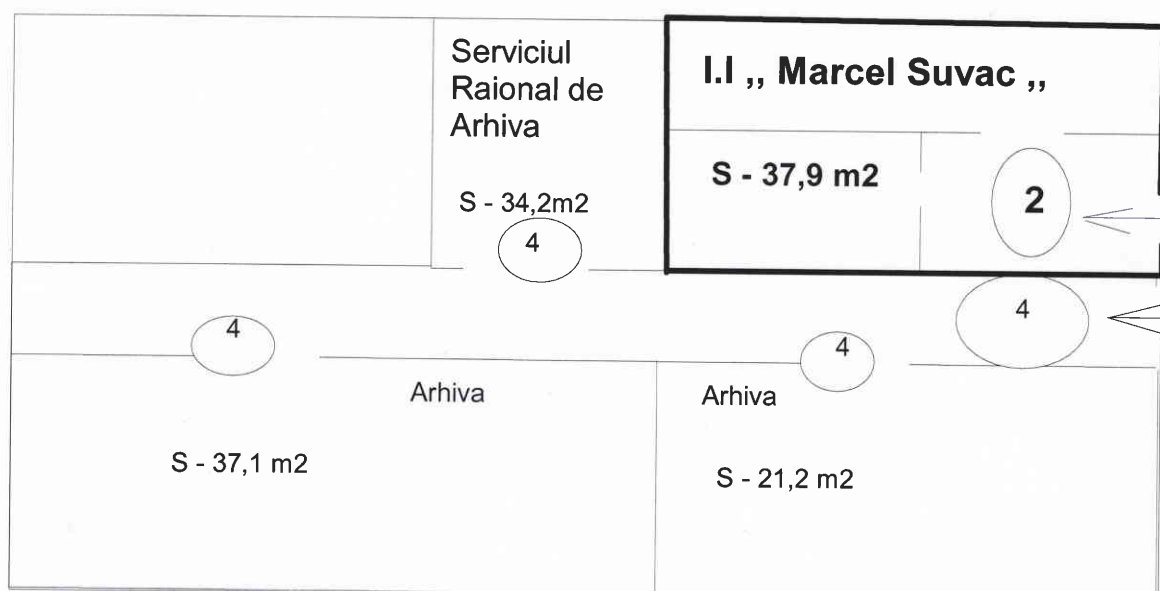 Serviciul
Raional de
Arhiva
S - 34,2m2
4
I.I ,, Marcel Suvac ,,
S - 37,9 m2
2
4
4
4
Arhiva
S - 37,1 m2
Arhiva
S - 21,2 m2